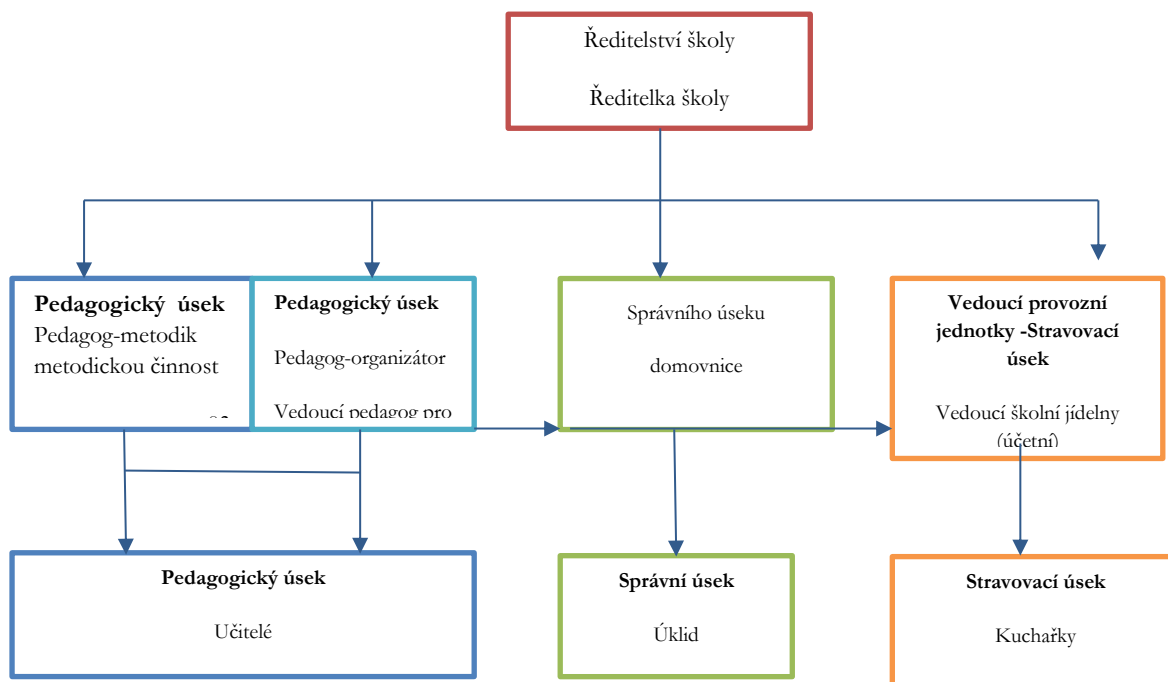 Ředitelství školy
Ředitelka školy
Pedagogický úsek
Pedagog-metodik
metodickou činnost
Pedagogický úsek
Pedagog-organizátor
Vedoucí pedagog pro
Správního úseku
domovnice
Vedoucí provozní
jednotky -Stravovací
úsek
Vedoucí školní jídelny
(účetní)
Pedagogický úsek
Učitelé
Správní úsek
Úklid
Stravovací úsek
Kuchařky